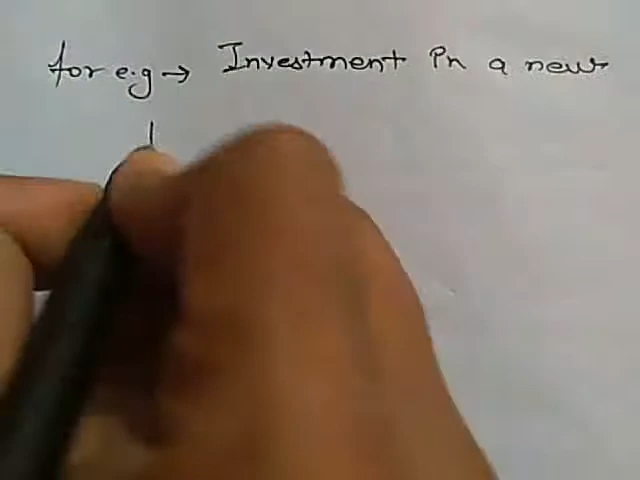 for e.g → Investment in a new